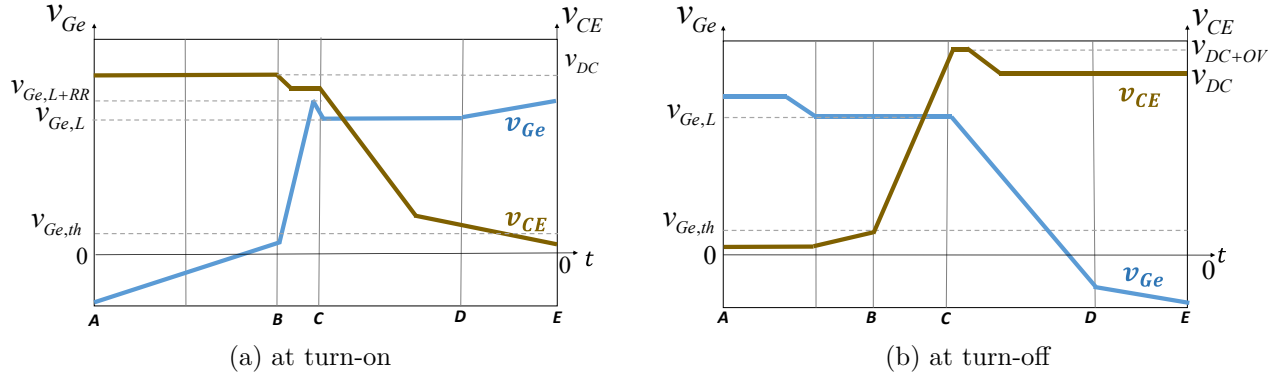 v_Ge
v_CE
v_DC
v_Ge,L+RR
v_Ge,L
v_Ge
v_Ge,th
v_CE
0
0
t
A
B
C
D
E
(a) at turn-on
v_Ge
v_CE
v_DC+OV
v_DC
v_CE
v_Ge,L
v_Ge,th
0
0
t
v_Ge
A
B
C
D
E
(b) at turn-off